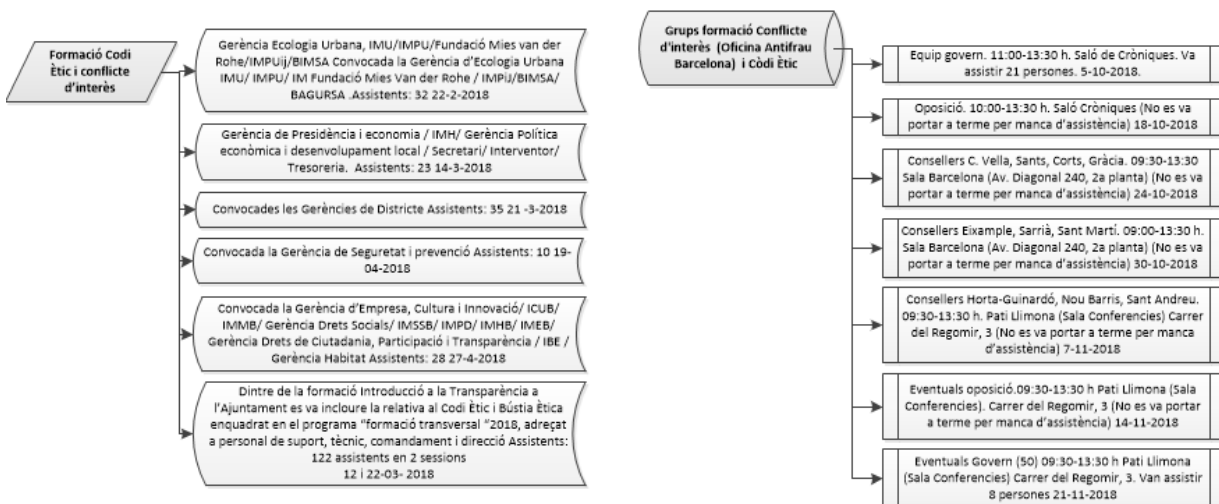 Formació Codi
Ètic i conflicte
d'interès
Gerència Ecologia Urbana, IMU/IMPU/Fundació Mies van der
Rohe/IMPUij/BIMSA Convocada la Gerència d'Ecologia Urbana
IMU/ IMPU/ IM Fundació Mies Van der Rohe / IMPiJ/BIMSA/
BAGURSA .Assistents: 32 22-2-2018
Gerència de Presidència i economia / IMH/ Gerència Política
econòmica i desenvolupament local / Secretari/ Interventor/
Tresoreria.  Assistents: 23 14-3-2018
Convocades les Gerències de Districte Assistents: 35 21 -3-2018
Convocada la Gerència de Seguretat i prevenció Assistents: 10 19-
04-2018
Convocada la Gerència d'Empresa, Cultura i Innovació/ ICUB/
IMMB/ Gerència Drets Socials/ IMSSB/ IMPD/ IMHB/ IMEB/
Gerència Drets de Ciutadania, Participació i Transparència / IBE /
Gerència Habitat Assistents: 28 27-4-2018
Dintre de la formació Introducció a la Transparència a
l'Ajuntament es va incloure la relativa al Codi Ètic i Bústia Ètica
enquadrat en el programa "formació transversal "2018, adreçat
a personal de suport, tècnic, comandament i direcció Assistents:
122 assistents en 2 sessions
12 i 22-03- 2018
Grups formació Conflicte
d'interès  (Oficina Antifrau
Barcelona)  i Còdi Ètic
Equip govern. 11:00-13:30 h. Saló de Cròniques. Va
assistir 21 persones. 5-10-2018.
Oposició. 10:00-13:30 h. Saló Cròniques (No es va
portar a terme per manca d'assistència) 18-10-2018
Consellers C. Vella, Sants, Corts, Gràcia. 09:30-13:30
Sala Barcelona (Av. Diagonal 240, 2a planta) (No es va
portar a terme per manca d'assistència) 24-10-2018
Consellers Eixample, Sarrià, Sant Martí. 09:00-13:30 h.
Sala Barcelona (Av. Diagonal 240, 2a planta) (No es va
portar a terme per manca d'assistència) 30-10-2018
Consellers Horta-Guinardó, Nou Barris, Sant Andreu.
09:30-13:30 h. Pati Llimona (Sala Conferencies) Carrer
del Regomir, 3 (No es va portar a terme per manca
d'assistència) 7-11-2018
Eventuals oposició.09:30-13:30 h Pati Llimona (Sala
Conferencies). Carrer del Regomir, 3 (No es va portar
a terme per manca d'assistència) 14-11-2018
Eventuals Govern (50) 09:30-13:30 h Pati Llimona
(Sala Conferencies) Carrer del Regomir, 3. Van assistir
8 persones 21-11-2018